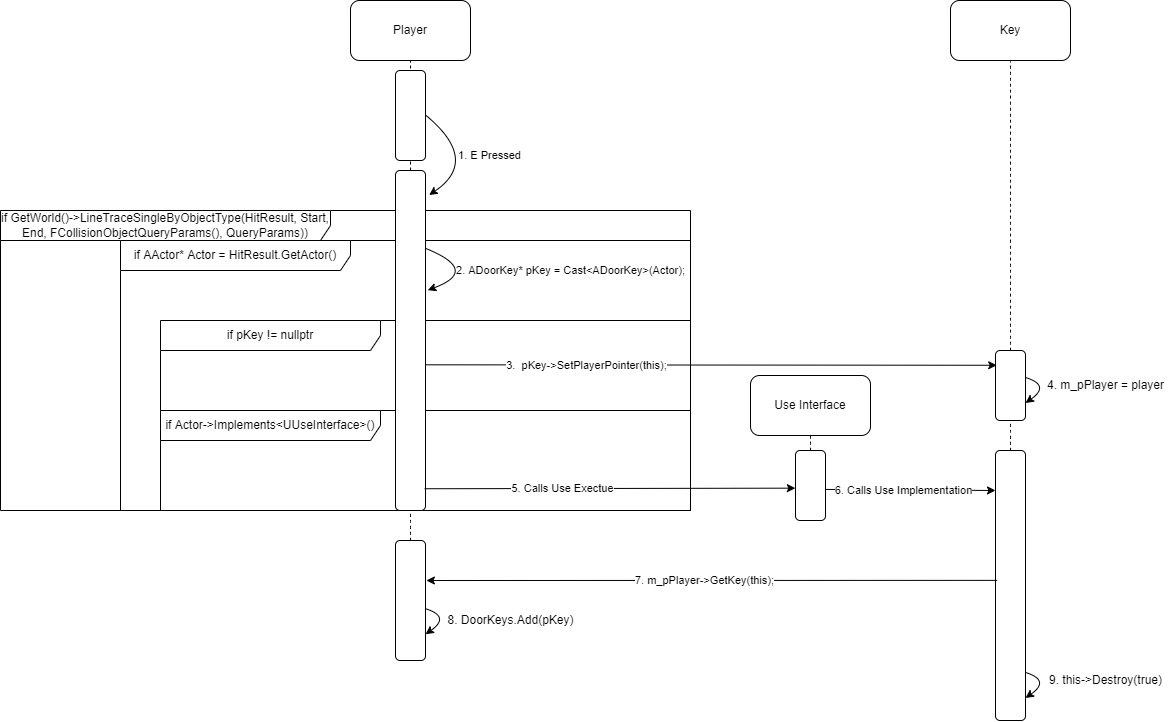 Player
Key
1. E Pressed
if GetWorld()->LineTraceSingleByObjectType(HitResult, Start,
End, FCollisionObjectQueryParams(), QueryParams))
if AActor* Actor = HitResult.GetActor()
2. ADoorKey* pKey = Cast<ADoorKey>(Actor);
if pKey != nullptr
3.  pKey->SetPlayerPointer(this);
4. m_pPlayer = player
Use Interface
if Actor->Implements<UUseInterface>()
5. Calls Use Exectue
6. Calls Use Implementation
7. m_pPlayer->GetKey(this);
8. DoorKeys.Add(pKey)
9. this->Destroy(true)